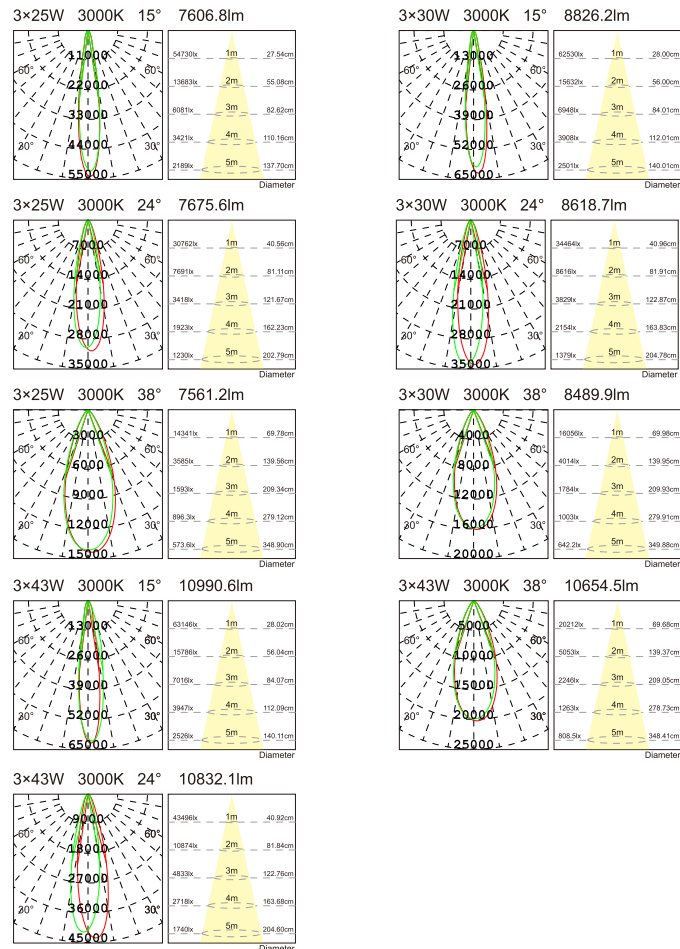 3×25W 3000K 15° 7606.8lm
11000
22000
33000
44000
55000
60° 60°
30° 30°
54730lx 1m 27.54cm
13683lx 2m 55.08cm
6081lx 3m 82.62cm
3421lx 4m 110.16cm
2189lx 5m 137.70cm
Diameter
3×30W 3000K 15° 8826.2lm
13000
26000
39000
52000
65000
60° 60°
30° 30°
62530lx 1m 28.00cm
15632lx 2m 56.00cm
6948lx 3m 84.01cm
3908lx 4m 112.01cm
2501lx 5m 140.01cm
Diameter
3×25W 3000K 24° 7675.6lm
7000
14000
21000
28000
35000
60° 60°
30° 30°
30762lx 1m 40.56cm
7691lx 2m 81.11cm
3418lx 3m 121.67cm
1923lx 4m 162.23cm
1230lx 5m 202.79cm
Diameter
3×30W 3000K 24° 8618.7lm
7000
14000
21000
28000
35000
60° 60°
30° 30°
34464lx 1m 40.96cm
8616lx 2m 81.91cm
3829lx 3m 122.87cm
2154lx 4m 163.83cm
1379lx 5m 204.78cm
Diameter
3×25W 3000K 38° 7561.2lm
3000
6000
9000
12000
15000
60° 60°
30° 30°
14341lx 1m 69.78cm
3585lx 2m 139.56cm
1593lx 3m 209.34cm
896.3lx 4m 279.12cm
573.6lx 5m 348.90cm
Diameter
3×30W 3000K 38° 8489.9lm
4000
8000
12000
16000
20000
60° 60°
30° 30°
16056lx 1m 69.98cm
4014lx 2m 139.95cm
1784lx 3m 209.93cm
1003lx 4m 279.91cm
642.2lx 5m 349.88cm
Diameter
3×43W 3000K 15° 10990.6lm
13000
26000
39000
52000
65000
60° 60°
30° 30°
63146lx 1m 28.02cm
15786lx 2m 56.04cm
7016lx 3m 84.07cm
3947lx 4m 112.09cm
2526lx 5m 140.11cm
Diameter
3×43W 3000K 38° 10654.5lm
5000
10000
15000
20000
25000
60° 60°
30° 30°
20212lx 1m 69.68cm
5053lx 2m 139.37cm
2246lx 3m 209.05cm
1263lx 4m 278.73cm
808.5lx 5m 348.41cm
Diameter
3×43W 3000K 24° 10832.1lm
9000
18000
27000
36000
45000
60° 60°
30° 30°
43496lx 1m 40.92cm
10874lx 2m 81.84cm
4833lx 3m 122.76cm
2718lx 4m 163.68cm
1740lx 5m 204.60cm
Diameter